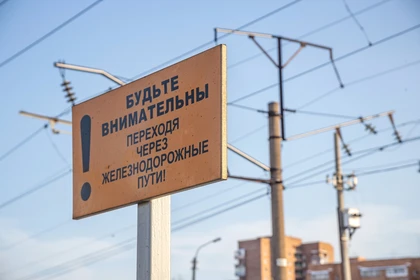 БУДЬТЕ
ВНИМАТЕЛЬНЫ
ПЕРЕХОДЯ
ЧЕРЕЗ
ЖЕЛЕЗНОДОРОЖНЫЕ
ПУТИ!
!